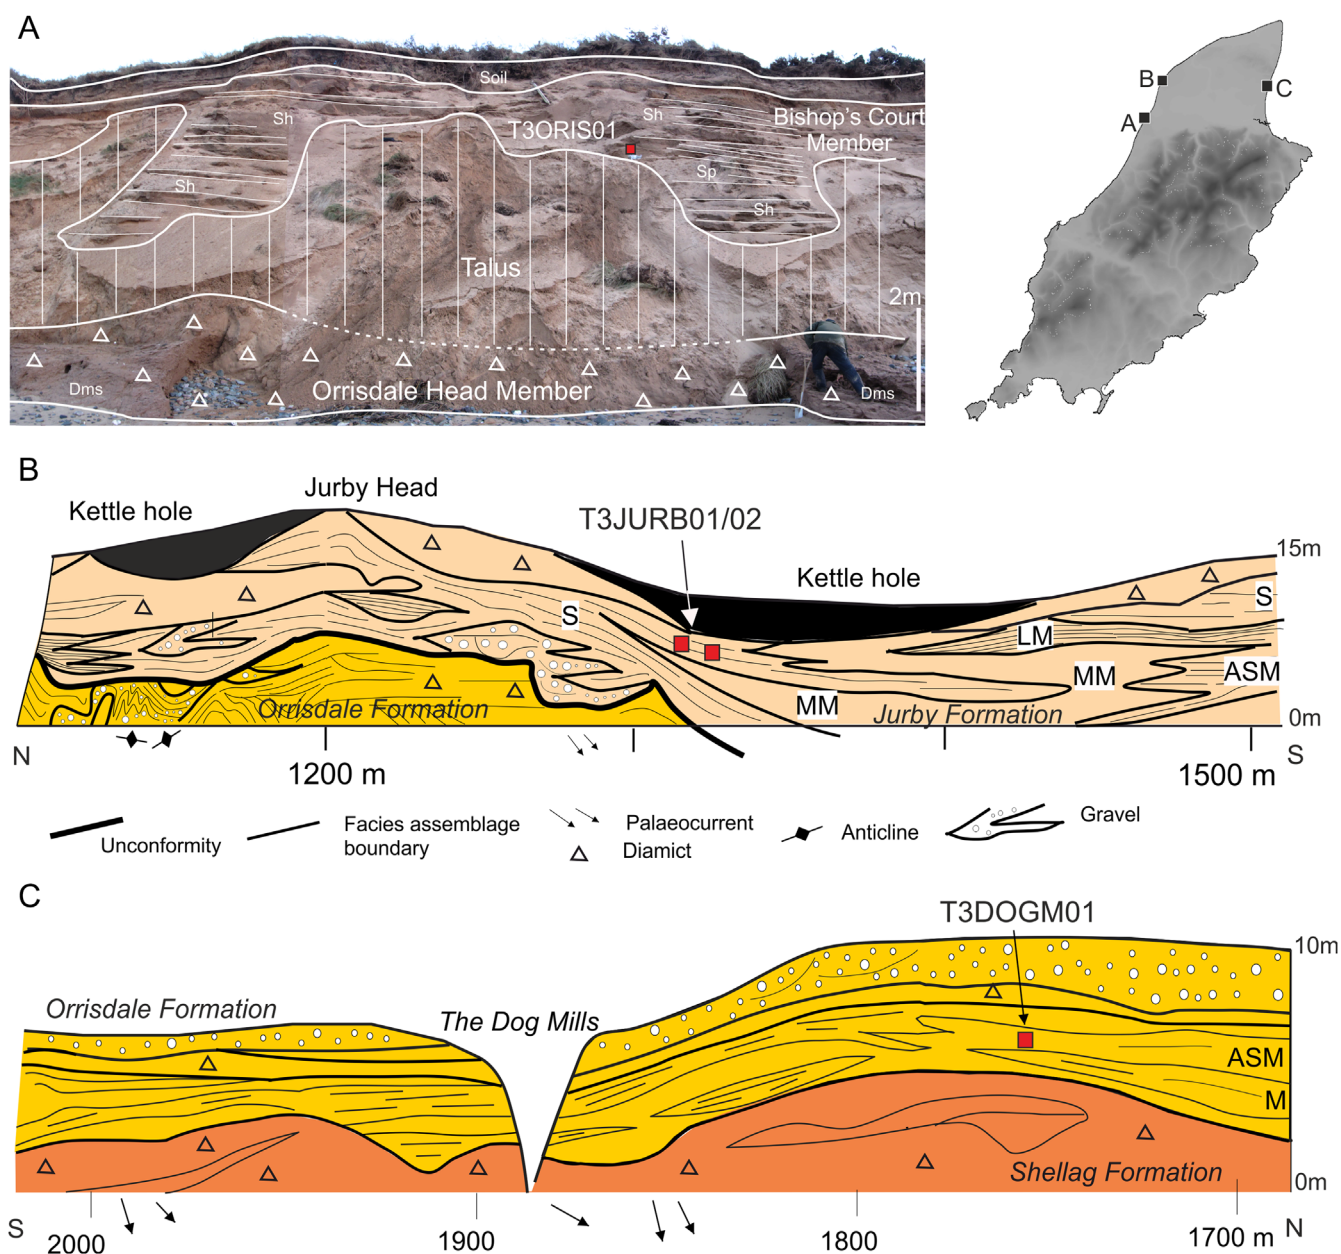 A
Soil
Sh
Sh
T3ORIS01
Bishop's Court
Member
Sh
Sp
Sh
Talus
2m
Dms
Orrisdale Head Member
Dms
B
C
A
B
Jurby Head
Kettle hole
T3JURB01/02
15m
Kettle hole
S
S
LM
MM
ASM
MM
Orrisdale Formation
Jurby Formation
0m
N
S
1200 m
1500 m
Unconformity
Facies assemblage
boundary
Palaeocurrent
Diamict
Anticline
Gravel
C
T3DOGM01
10m
Orrisdale Formation
The Dog Mills
ASM
M
Shellag Formation
0m
S
2000
1900
1800
1700 m
N